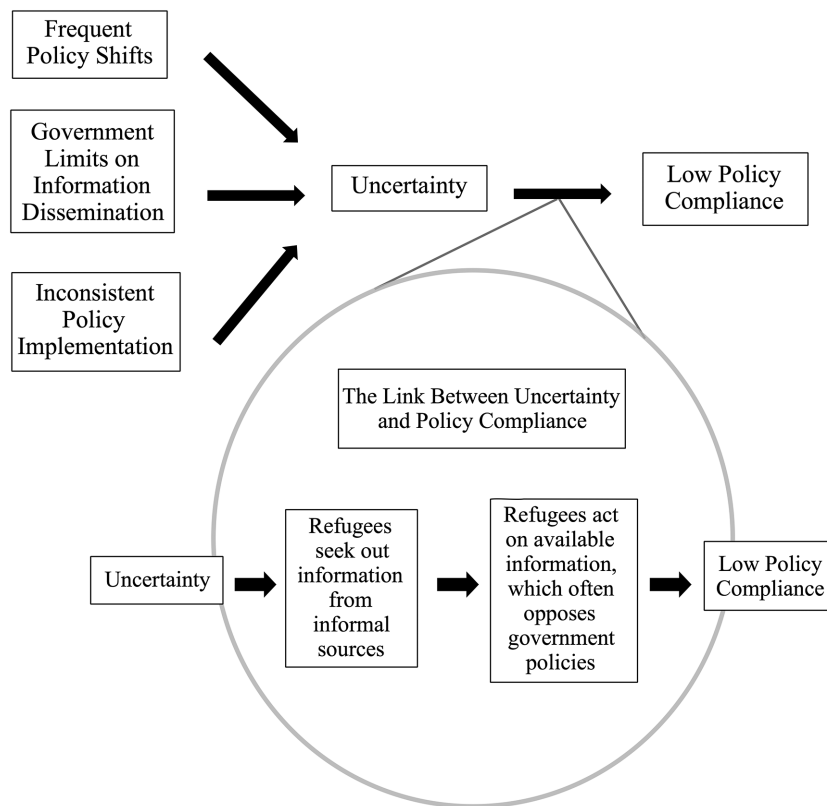 Frequent
Policy Shifts
Government
Limits on
Information
Dissemination
Inconsistent
Policy
Implementation
Uncertainty
Low Policy
Compliance
The Link Between Uncertainty
and Policy Compliance
Uncertainty
Refugees
seek out
information
from
informal
sources
Refugees act
on available
information,
which often
opposes
government
policies
Low Policy
Compliance